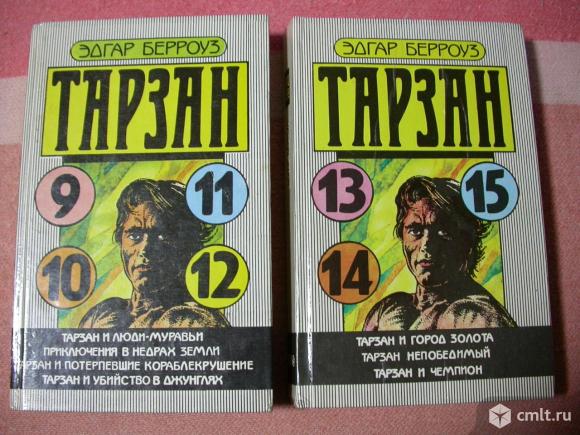 ЭДГАР БЕРРОУЗ
ТАРЗАН
9
11
10
12
ТАРЗАН И ЛЮДИ-МУРАВЬИ
ПРИКЛЮЧЕНИЯ В НЕДРАХ ЗЕМЛИ
ТАРЗАН И ПОТЕРПЕВШИЕ КОРАБЛЕКРУШЕНИЕ
ТАРЗАН И УБИЙСТВО В ДЖУНГЛЯХ
ЭДГАР БЕРРОУЗ
ТАРЗАН
13
15
14
ТАРЗАН И ГОРОД ЗОЛОТА
ТАРЗАН НЕПОБЕДИМЫЙ
ТАРЗАН И ЧЕМПИОН
cmlt.ru